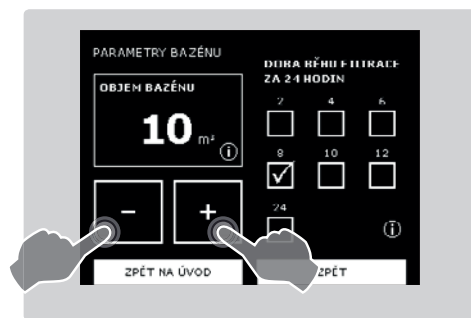 PARAMETRY BAZÉNU
OBJEM BAZÉNU
10 m³
- +
ZPĚT NA ÚVOD
DOBA BĚHU FILTRACE
ZA 24 HODIN
2 4 6
8 10 12
24
ZPĚT